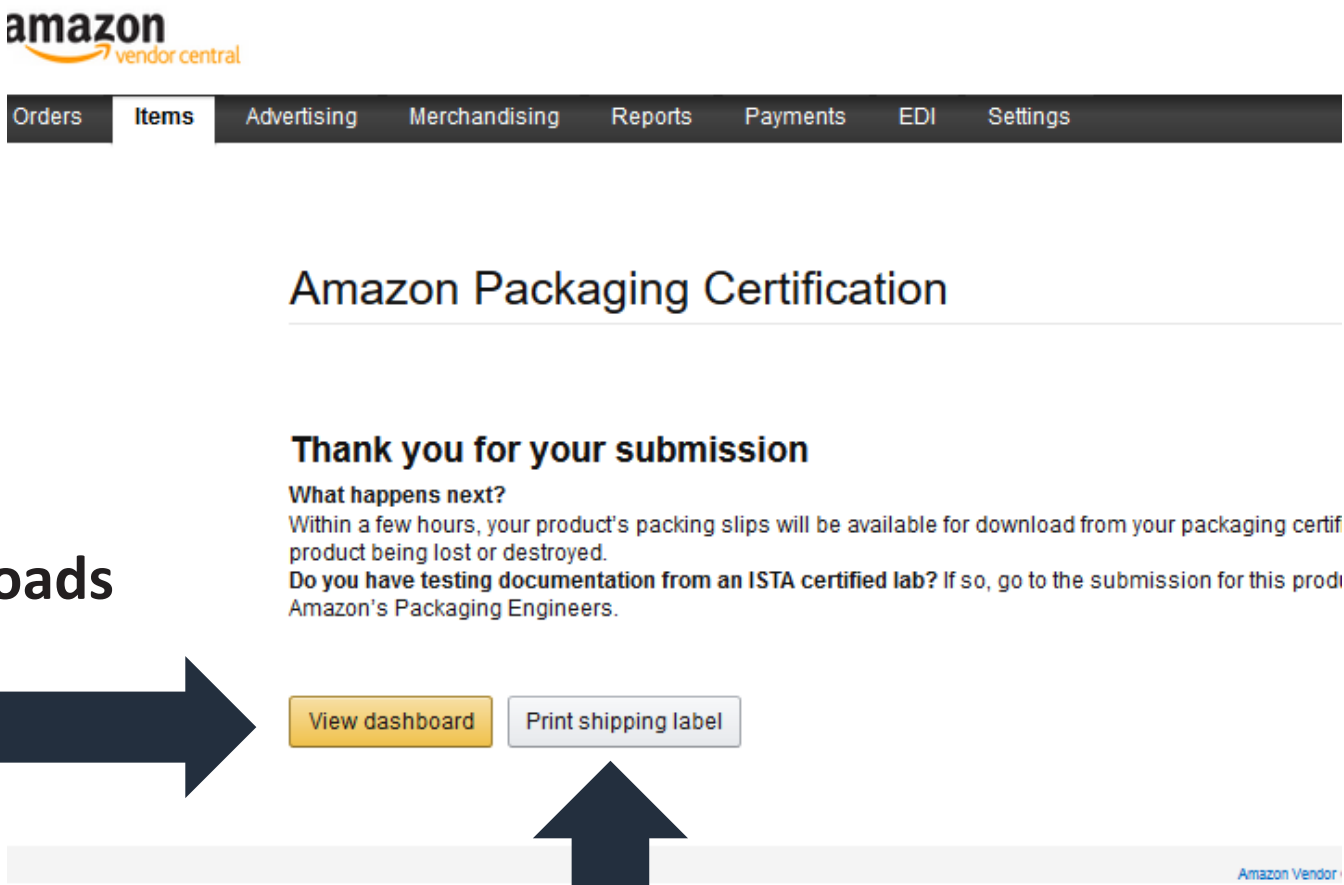 amazon
vendor central
Orders Items Advertising Merchandising Reports Payments EDI Settings
Amazon Packaging Certification
Thank you for your submission
What happens next?
Within a few hours, your product's packing slips will be available for download from your packaging certifi
product being lost or destroyed.
oads
Do you have testing documentation from an ISTA certified lab? If so, go to the submission for this produ
Amazon's Packaging Engineers.
View dashboard Print shipping label
Amazon Vendor